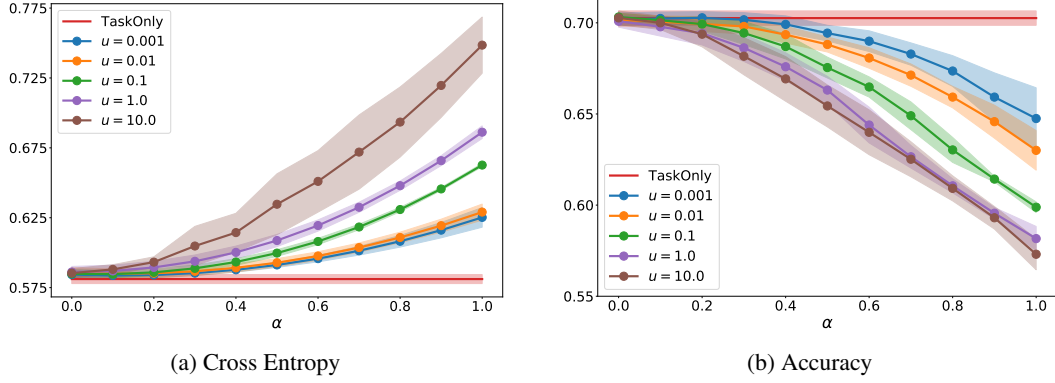 0.775
0.725
0.675
0.625
0.575
TaskOnly
u = 0.001
u = 0.01
u = 0.1
u = 1.0
u = 10.0
0.0 0.2 0.4 0.6 0.8 1.0
α
(a) Cross Entropy
0.70
0.65
0.60
0.55
TaskOnly
u = 0.001
u = 0.01
u = 0.1
u = 1.0
u = 10.0
0.0 0.2 0.4 0.6 0.8 1.0
α
(b) Accuracy